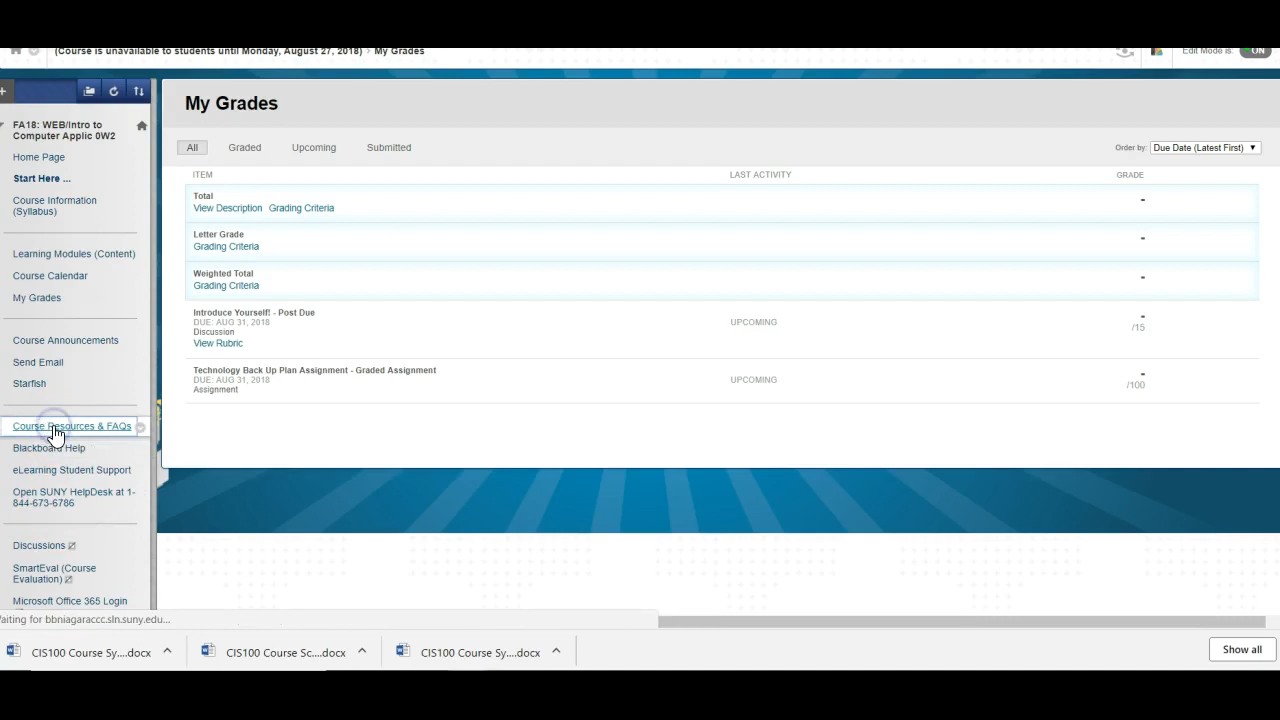 (Course is unavailable to students until Monday, August 27, 2018) > My Grades
Edit Mode is: ON
FA18: WEB/Intro to
Computer Applic 0W2
Home Page
Start Here ...
Course Information
(Syllabus)
Learning Modules (Content)
Course Calendar
My Grades
Course Announcements
Send Email
Starfish
Course Resources & FAQs
Blackboard Help
eLearning Student Support
Open SUNY HelpDesk at 1-
844-673-6786
Discussions
SmartEval (Course
Evaluation)
Microsoft Office 365 Login
My Grades
All Graded Upcoming Submitted
Order by: Due Date (Latest First)
ITEM LAST ACTIVITY GRADE
Total -
View Description Grading Criteria
Letter Grade -
Grading Criteria
Weighted Total -
Grading Criteria
Introduce Yourself! - Post Due -
DUE: AUG 31, 2018 UPCOMING /15
Discussion
View Rubric
Technology Back Up Plan Assignment - Graded Assignment -
DUE: AUG 31, 2018 UPCOMING /100
Assignment
aiting for bbniagaraccc.sln.suny.edu...
CIS100 Course Sy....docx CIS100 Course Sc....docx CIS100 Course Sy....docx Show all